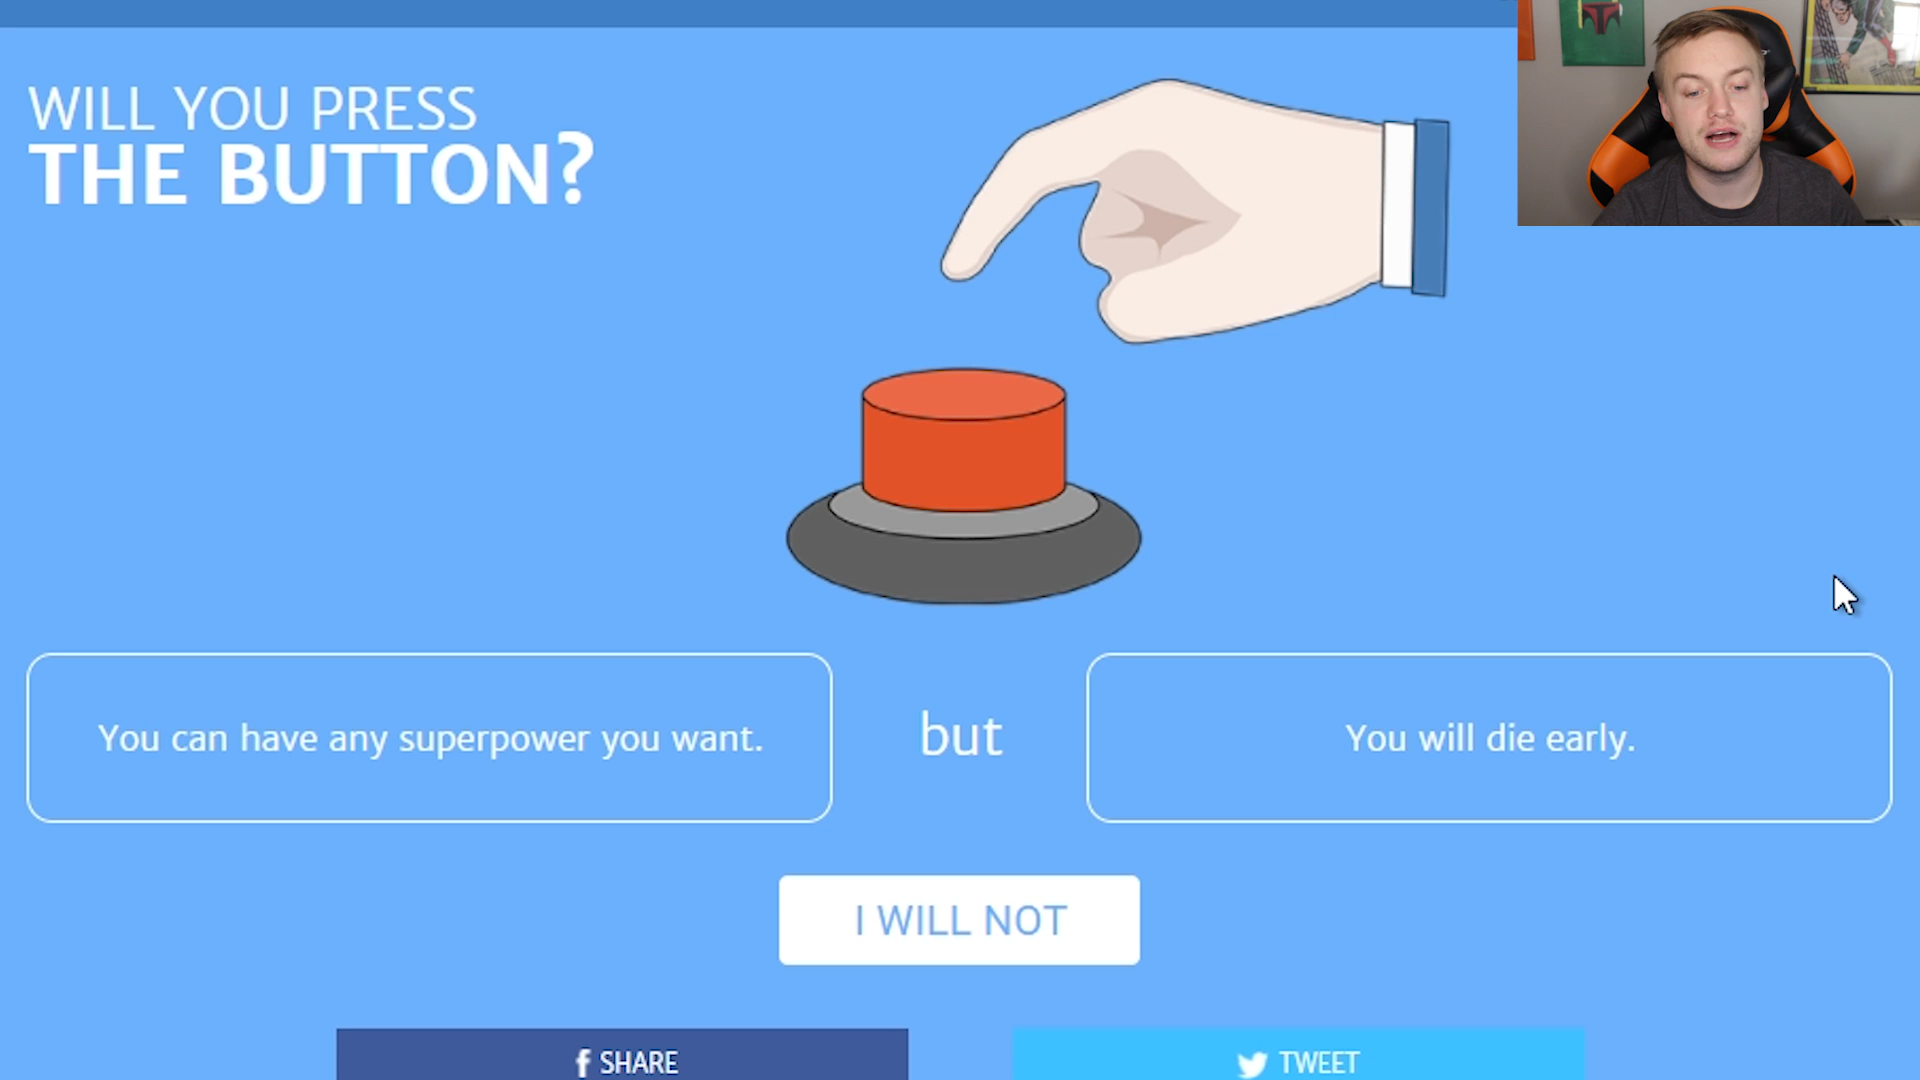 WILL YOU PRESS
THE BUTTON?
You can have any superpower you want.
but
You will die early.
I WILL NOT
SHARE
TWEET